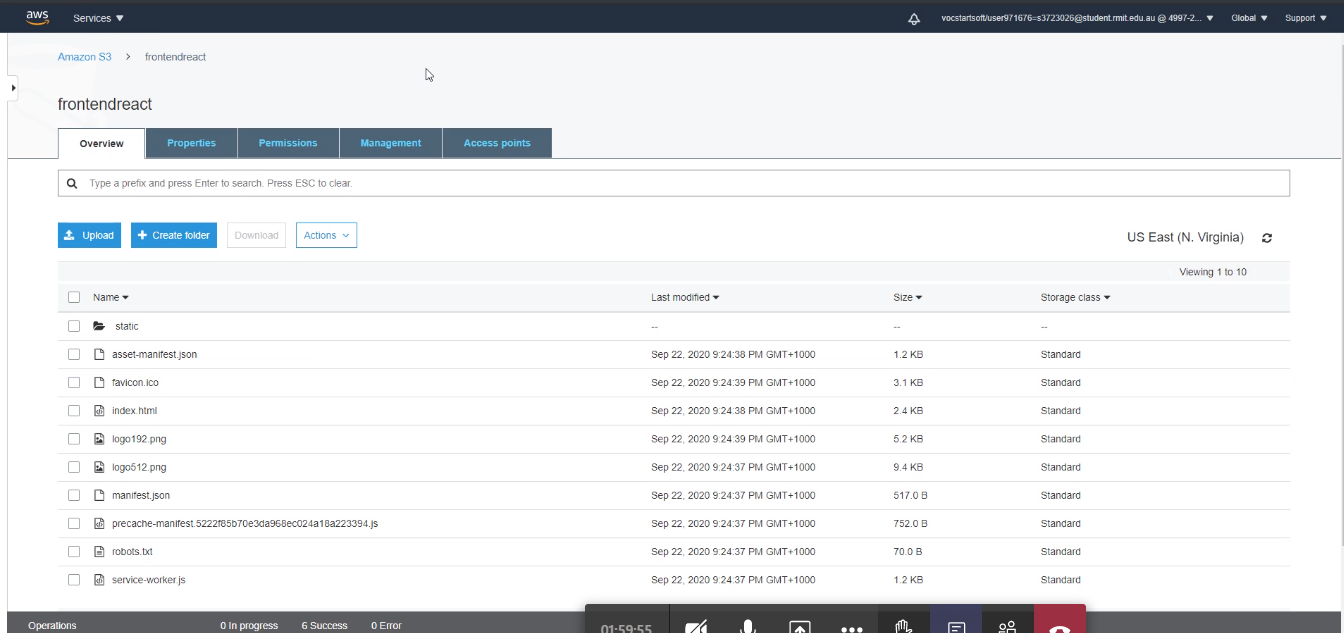 aws Services vocstartsoft/user971676=s3723026@student.rmit.edu.au @ 4997-2... Global Support
Amazon S3 > frontendreact
frontendreact
Overview Properties Permissions Management Access points
Type a prefix and press Enter to search. Press ESC to clear.
Upload + Create folder Download Actions US East (N. Virginia)
Viewing 1 to 10
Name Last modified Size Storage class
static -- -- --
asset-manifest.json Sep 22, 2020 9:24:38 PM GMT+1000 1.2 KB Standard
favicon.ico Sep 22, 2020 9:24:39 PM GMT+1000 3.1 KB Standard
index.html Sep 22, 2020 9:24:38 PM GMT+1000 2.4 KB Standard
logo192.png Sep 22, 2020 9:24:39 PM GMT+1000 5.2 KB Standard
logo512.png Sep 22, 2020 9:24:37 PM GMT+1000 9.4 KB Standard
manifest.json Sep 22, 2020 9:24:37 PM GMT+1000 517.0 B Standard
precache-manifest.5222f85b70e3da968ec024a18a223394.js Sep 22, 2020 9:24:37 PM GMT+1000 752.0 B Standard
robots.txt Sep 22, 2020 9:24:37 PM GMT+1000 70.0 B Standard
service-worker.js Sep 22, 2020 9:24:37 PM GMT+1000 1.2 KB Standard
Operations 0 In progress 6 Success 0 Error 01:59:55